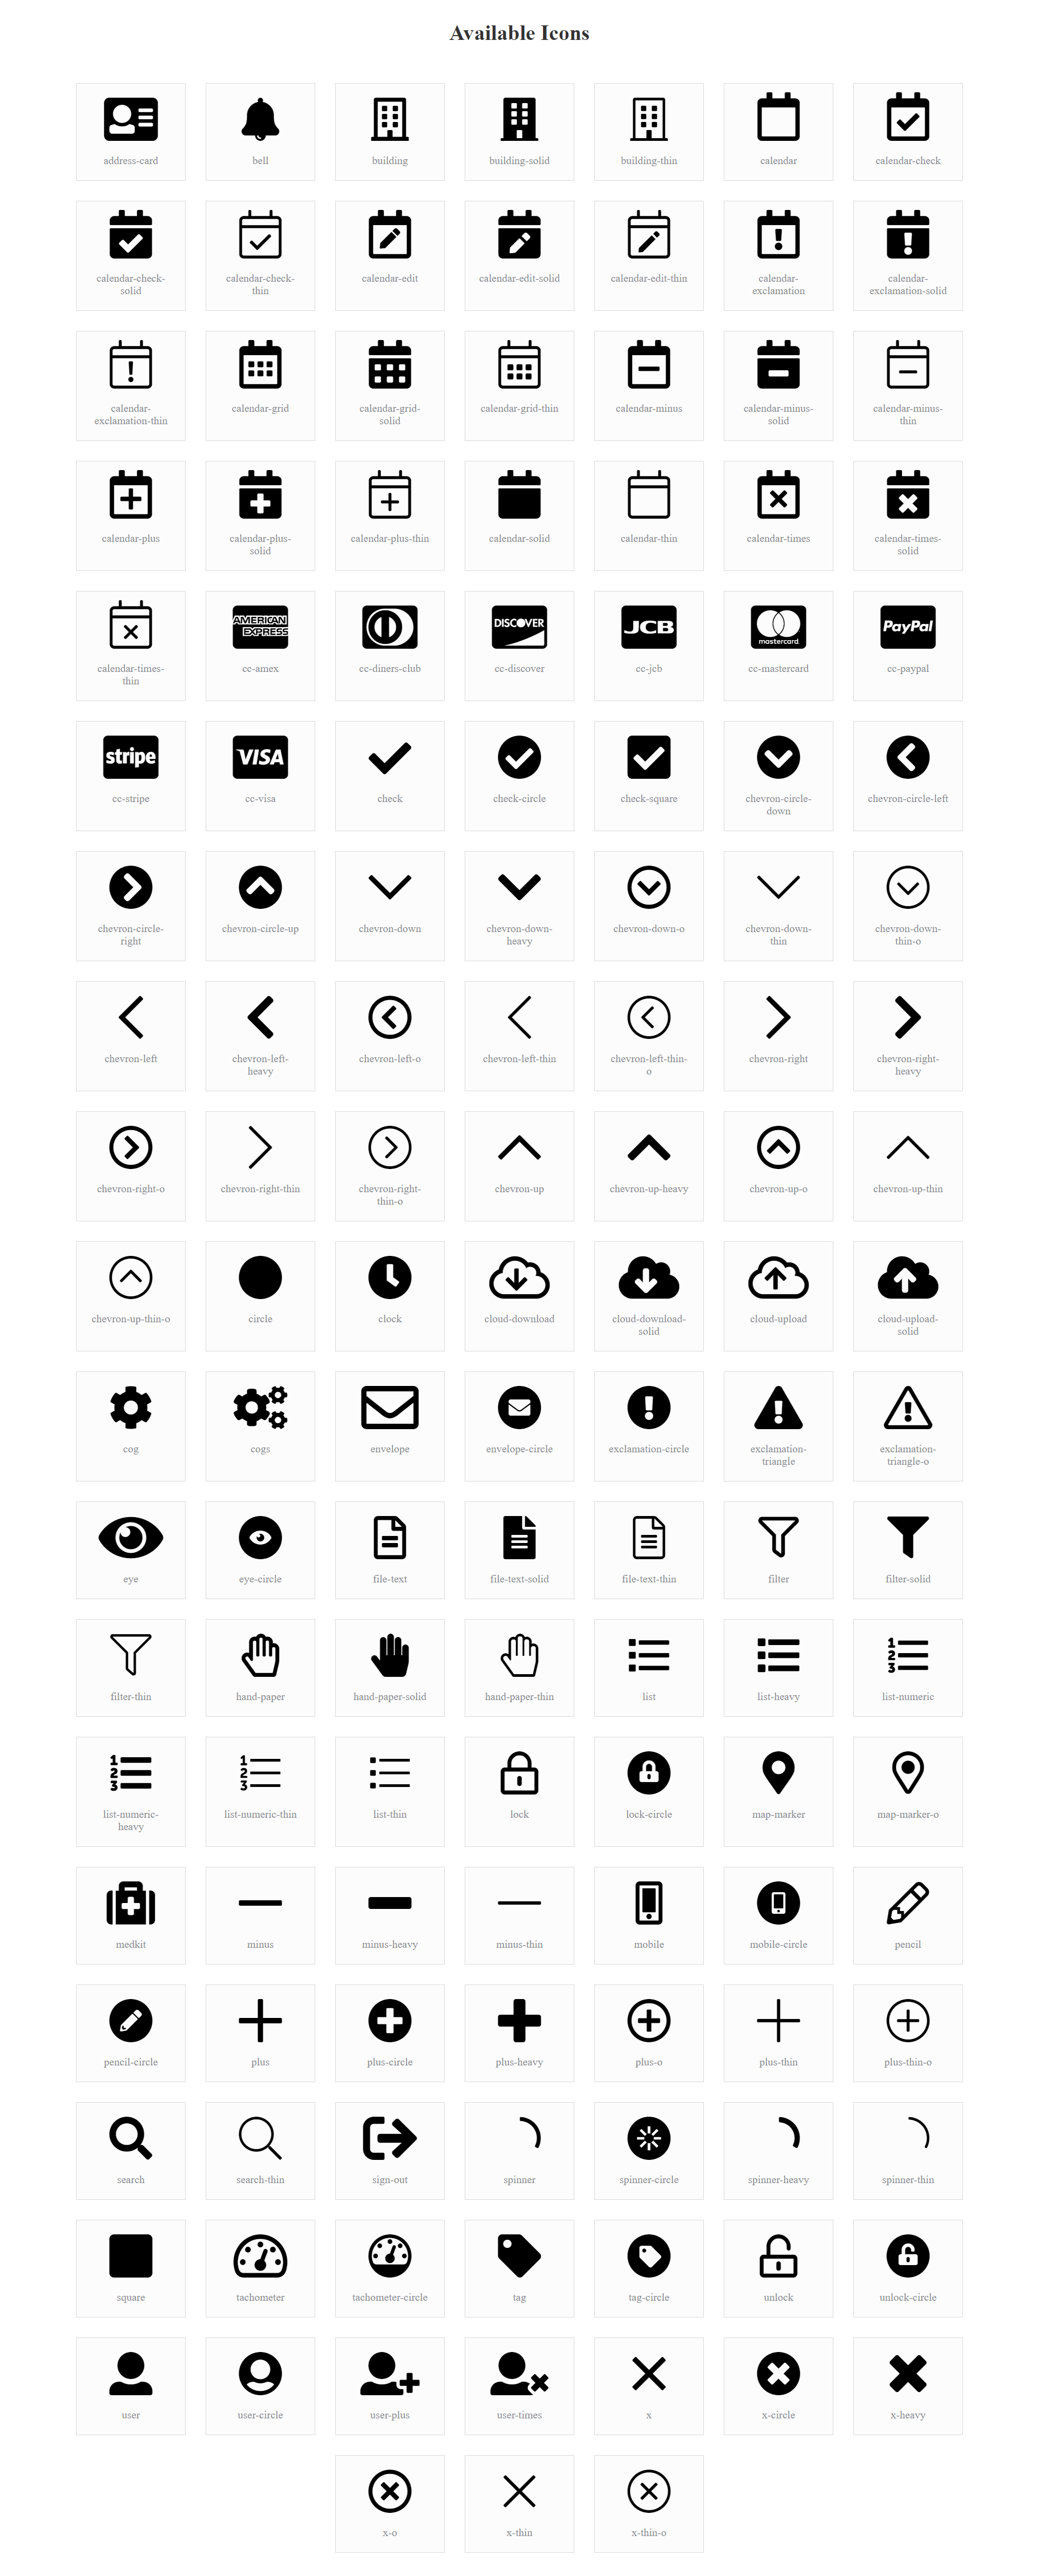 Available Icons
address-card
bell
building
building-solid
building-thin
calendar
calendar-check
calendar-check-
solid
calendar-check-
thin
calendar-edit
calendar-edit-solid
calendar-edit-thin
calendar-
exclamation
calendar-
exclamation-solid
calendar-
exclamation-thin
calendar-grid
calendar-grid-
solid
calendar-grid-thin
calendar-minus
calendar-minus-
solid
calendar-minus-
thin
calendar-plus
calendar-plus-
solid
calendar-plus-thin
calendar-solid
calendar-thin
calendar-times
calendar-times-
solid
calendar-times-
thin
AMERICAN
EXPRESS
cc-amex
cc-diners-club
DISCOVER
cc-discover
JCB
cc-jcb
mastercard
cc-mastercard
PayPal
cc-paypal
stripe
cc-stripe
VISA
cc-visa
check
check-circle
check-square
chevron-circle-
down
chevron-circle-left
chevron-circle-
right
chevron-circle-up
chevron-down
chevron-down-
heavy
chevron-down-o
chevron-down-
thin
chevron-down-
thin-o
chevron-left
chevron-left-
heavy
chevron-left-o
chevron-left-thin
chevron-left-thin-
o
chevron-right
chevron-right-
heavy
chevron-right-o
chevron-right-thin
chevron-right-
thin-o
chevron-up
chevron-up-heavy
chevron-up-o
chevron-up-thin
chevron-up-thin-o
circle
clock
cloud-download
cloud-download-
solid
cloud-upload
cloud-upload-
solid
cog
cogs
envelope
envelope-circle
exclamation-circle
exclamation-
triangle
exclamation-
triangle-o
eye
eye-circle
file-text
file-text-solid
file-text-thin
filter
filter-solid
filter-thin
hand-paper
hand-paper-solid
hand-paper-thin
list
list-heavy
1
2
3
list-numeric
1
2
3
list-numeric-
heavy
1
2
3
list-numeric-thin
list-thin
lock
lock-circle
map-marker
map-marker-o
medkit
minus
minus-heavy
minus-thin
mobile
mobile-circle
pencil
pencil-circle
plus
plus-circle
plus-heavy
plus-o
plus-thin
plus-thin-o
search
search-thin
sign-out
spinner
spinner-circle
spinner-heavy
spinner-thin
square
tachometer
tachometer-circle
tag
tag-circle
unlock
unlock-circle
user
user-circle
user-plus
user-times
x
x-circle
x-heavy
x-o
x-thin
x-thin-o